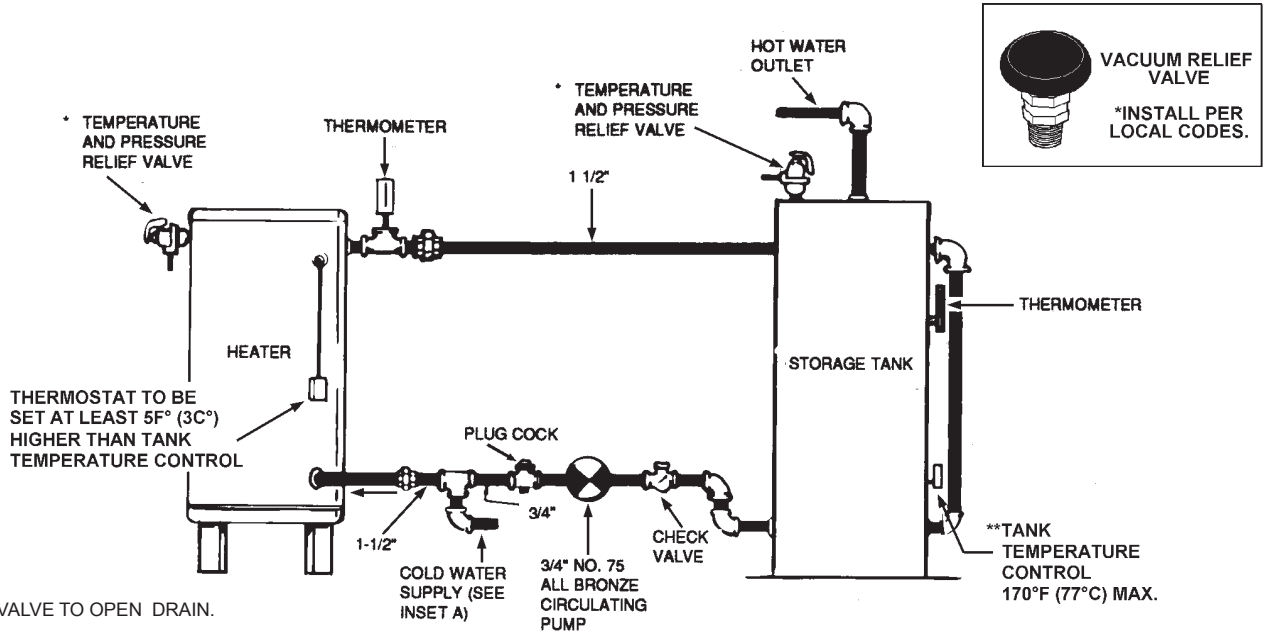 HOT WATER
OUTLET
VACUUM RELIEF
VALVE
*INSTALL PER
LOCAL CODES.
* TEMPERATURE
AND PRESSURE
RELIEF VALVE
THERMOMETER
* TEMPERATURE
AND PRESSURE
RELIEF VALVE
1 1/2"
THERMOMETER
HEATER
STORAGE TANK
THERMOSTAT TO BE
SET AT LEAST 5F° (3C°)
HIGHER THAN TANK
TEMPERATURE CONTROL
PLUG COCK
3/4"
1-1/2"
CHECK
VALVE
**TANK
TEMPERATURE
CONTROL
170°F (77°C) MAX.
COLD WATER
SUPPLY (SEE
INSET A)
3/4" NO. 75
ALL BRONZE
CIRCULATING
PUMP
VALVE TO OPEN DRAIN.